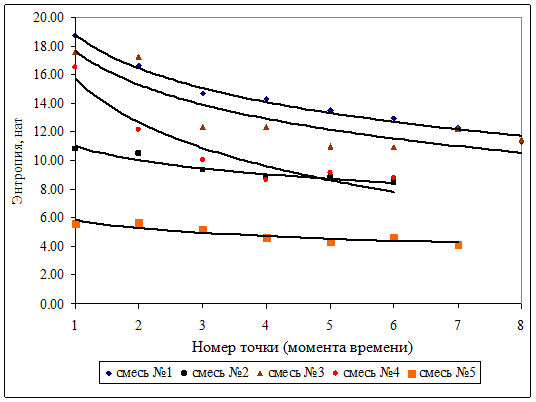 20.00
18.00
16.00
14.00
12.00
10.00
8.00
6.00
4.00
2.00
0.00
Энтропия, нат
1 2 3 4 5 6 7 8
Номер точки (момента времени)
смесь №1 смесь №2 смесь №3 смесь №4 смесь №5